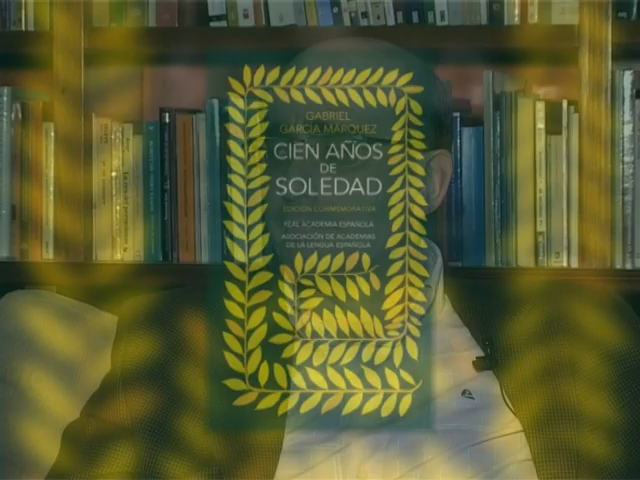 GABRIEL
GARCÍA MÁRQUEZ
CIEN AÑOS
DE
SOLEDAD
EDICIÓN CONMEMORATIVA
REAL ACADEMIA ESPAÑOLA
ASOCIACIÓN DE ACADEMIAS
DE LA LENGUA ESPAÑOLA